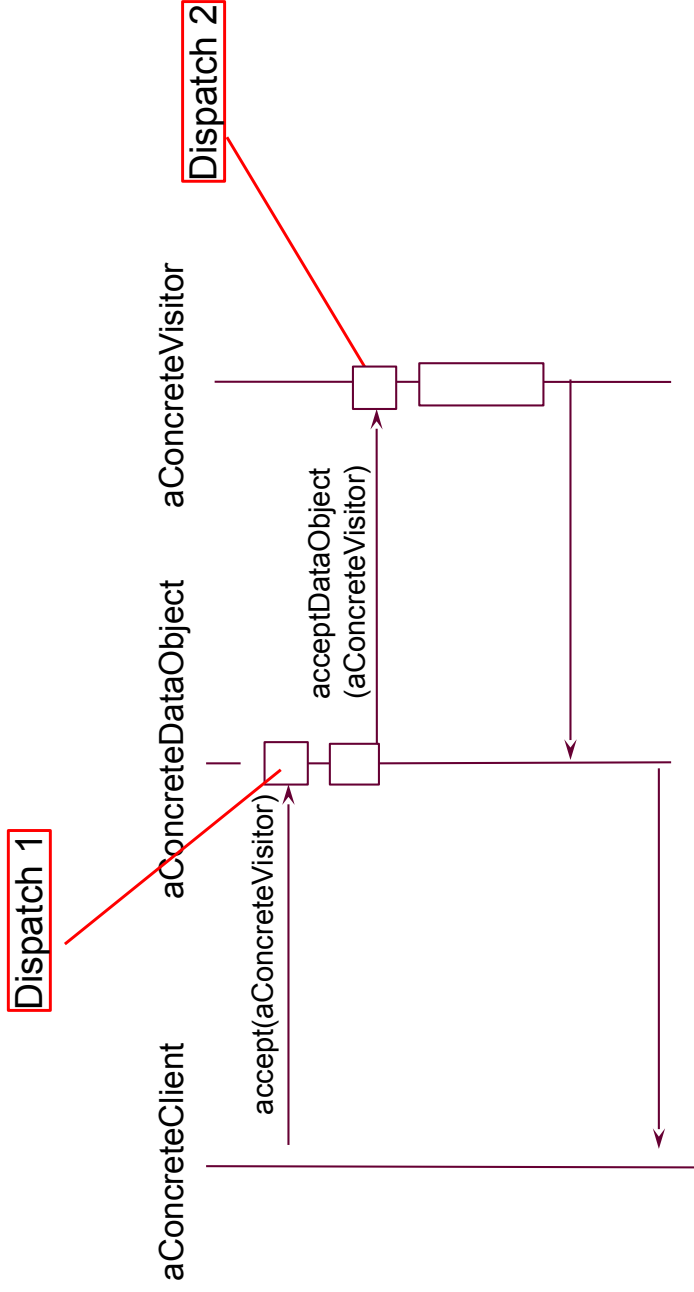 Dispatch 1
Dispatch 2
aConcreteClient
aConcreteDataObject
aConcreteVisitor
accept(aConcreteVisitor)
acceptDataObject
(aConcreteVisitor)